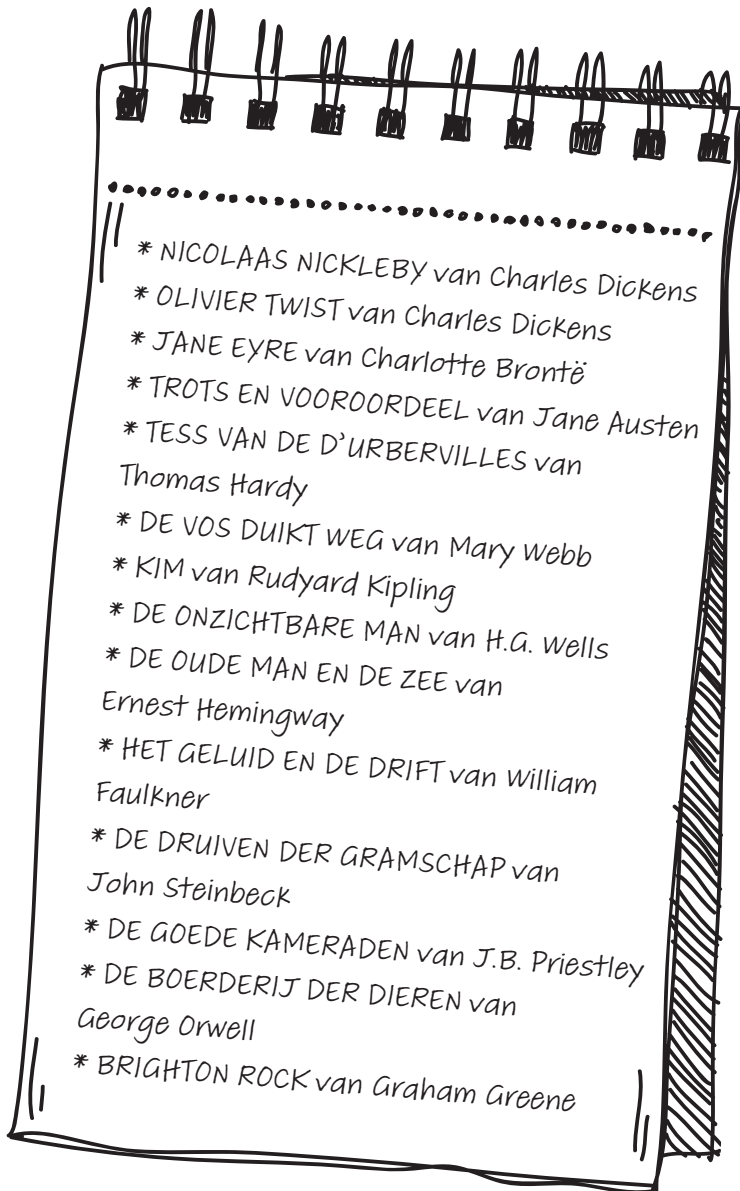 * NICOLAAS NICKLEBY van Charles Dickens
* OLIVIER TWIST van Charles Dickens
* JANE EYRE van Charlotte Brontë
* TROTS EN VOOROORDEEL van Jane Austen
* TESS VAN DE D'URBERVILLES van
Thomas Hardy
* DE VOS DUIKT WEG van Mary Webb
* KIM van Rudyard Kipling
* DE ONZICHTBARE MAN van H.G. Wells
* DE OUDE MAN EN DE ZEE van
Ernest Hemingway
* HET GELUID EN DE DRIFT van William
Faulkner
* DE DRUIVEN DER GRAMSCHAP van
John Steinbeck
* DE GOEDE KAMERADEN van J.B. Priestley
* DE BOERDERIJ DER DIEREN van
George Orwell
* BRIGHTON ROCK van Graham Greene